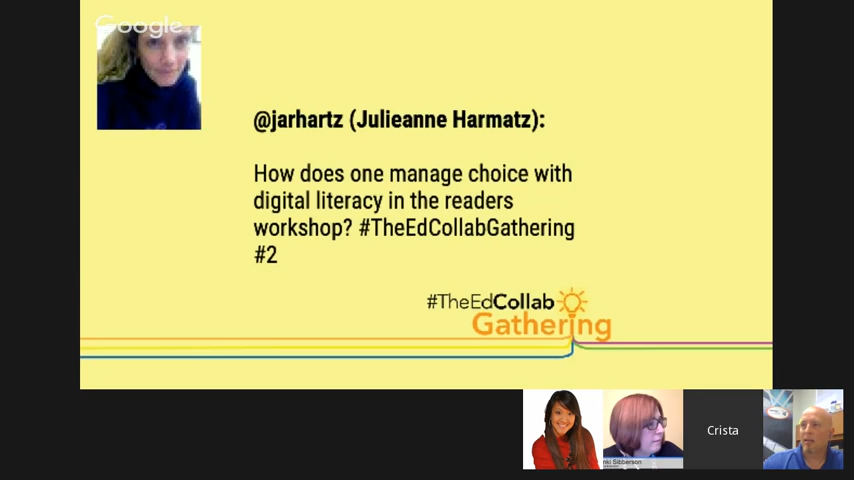 Google
@jarhartz (Julieanne Harmatz):
How does one manage choice with
digital literacy in the readers
workshop? #TheEdCollabGathering
#2
#TheEdCollab
Gathering
Sibberson
Crista